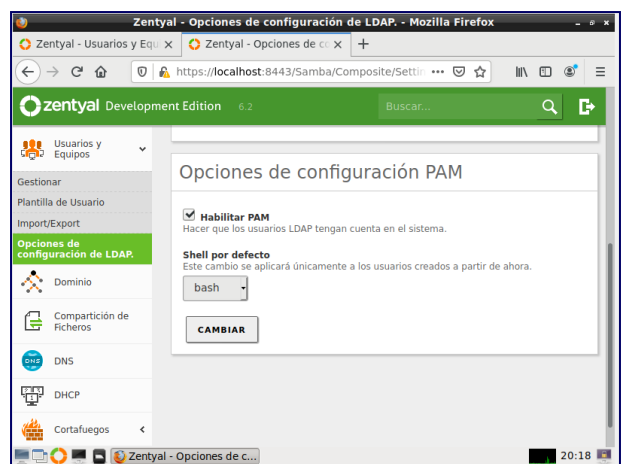 Zentyal - Opciones de configuración de LDAP. - Mozilla Firefox
Zentyal - Usuarios y Equ
Zentyal - Opciones de co
https://localhost:8443/Samba/Composite/Settin
zentyal Development Edition 6.2
Buscar...
Usuarios y
Equipos
Gestionar
Plantilla de Usuario
Import/Export
Opciones de
configuración de LDAP.
Dominio
Compartición de
Ficheros
DNS
DNS
DHCP
Cortafuegos
Opciones de configuración PAM
Habilitar PAM
Hacer que los usuarios LDAP tengan cuenta en el sistema.
Shell por defecto
Este cambio se aplicará únicamente a los usuarios creados a partir de ahora.
bash
CAMBIAR
Zentyal - Opciones de c...
20:18